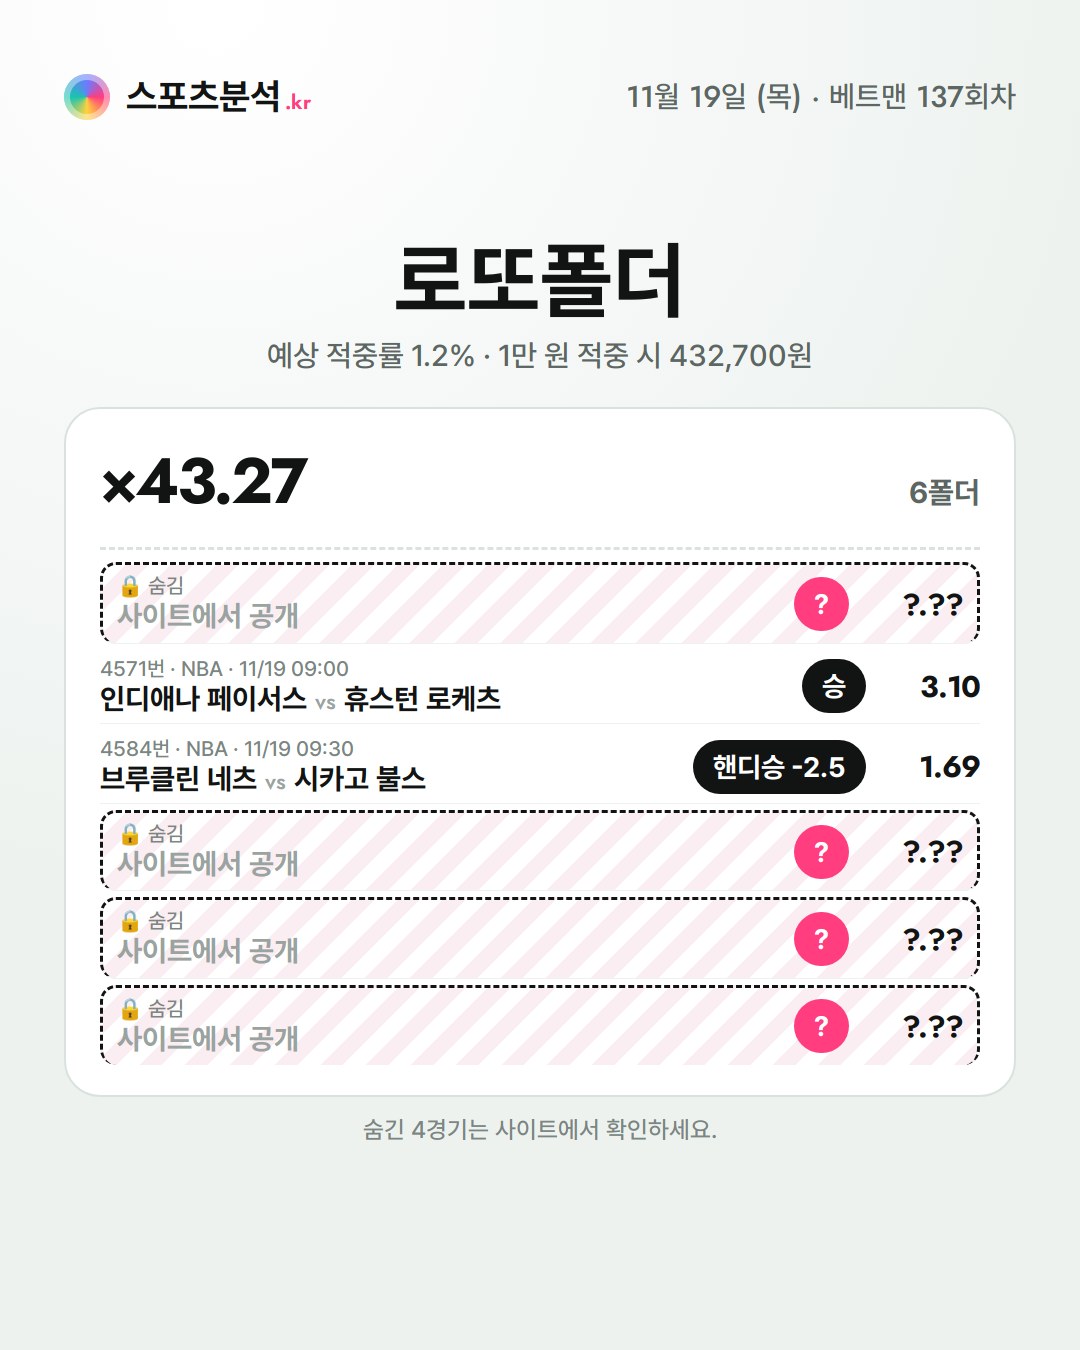 스포츠분석.kr
11월 19일 (목) · 베트맨 137회차
로또폴더
예상 적중률 1.2% · 1만 원 적중 시 432,700원
×43.27
6폴더
🔒 숨김
사이트에서 공개
? ?.??
4571번 · NBA · 11/19 09:00
인디애나 페이서스 vs 휴스턴 로케츠
승 3.10
4584번 · NBA · 11/19 09:30
브루클린 네츠 vs 시카고 불스
핸디승 -2.5 1.69
🔒 숨김
사이트에서 공개
? ?.??
🔒 숨김
사이트에서 공개
? ?.??
🔒 숨김
사이트에서 공개
? ?.??
숨긴 4경기는 사이트에서 확인하세요.